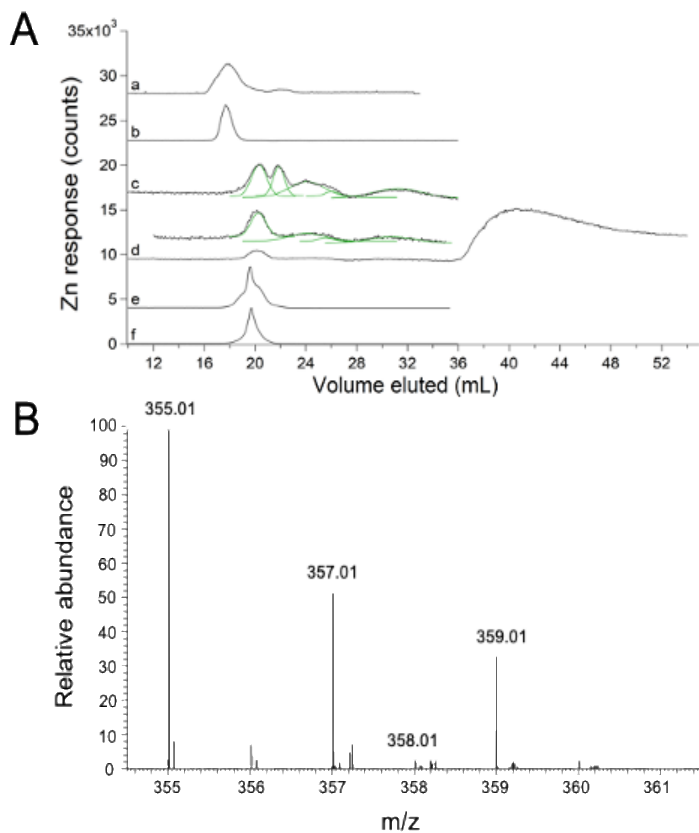 A
35x10³
30
25
20
15
10
5
0
Zn response (counts)
a
b
c
d
e
f
12 16 20 24 28 32 36 40 44 48 52
Volume eluted (mL)
B
355.01
357.01
359.01
358.01
100
90
80
70
60
50
40
30
20
10
0
Relative abundance
355 356 357 358 359 360 361
m/z